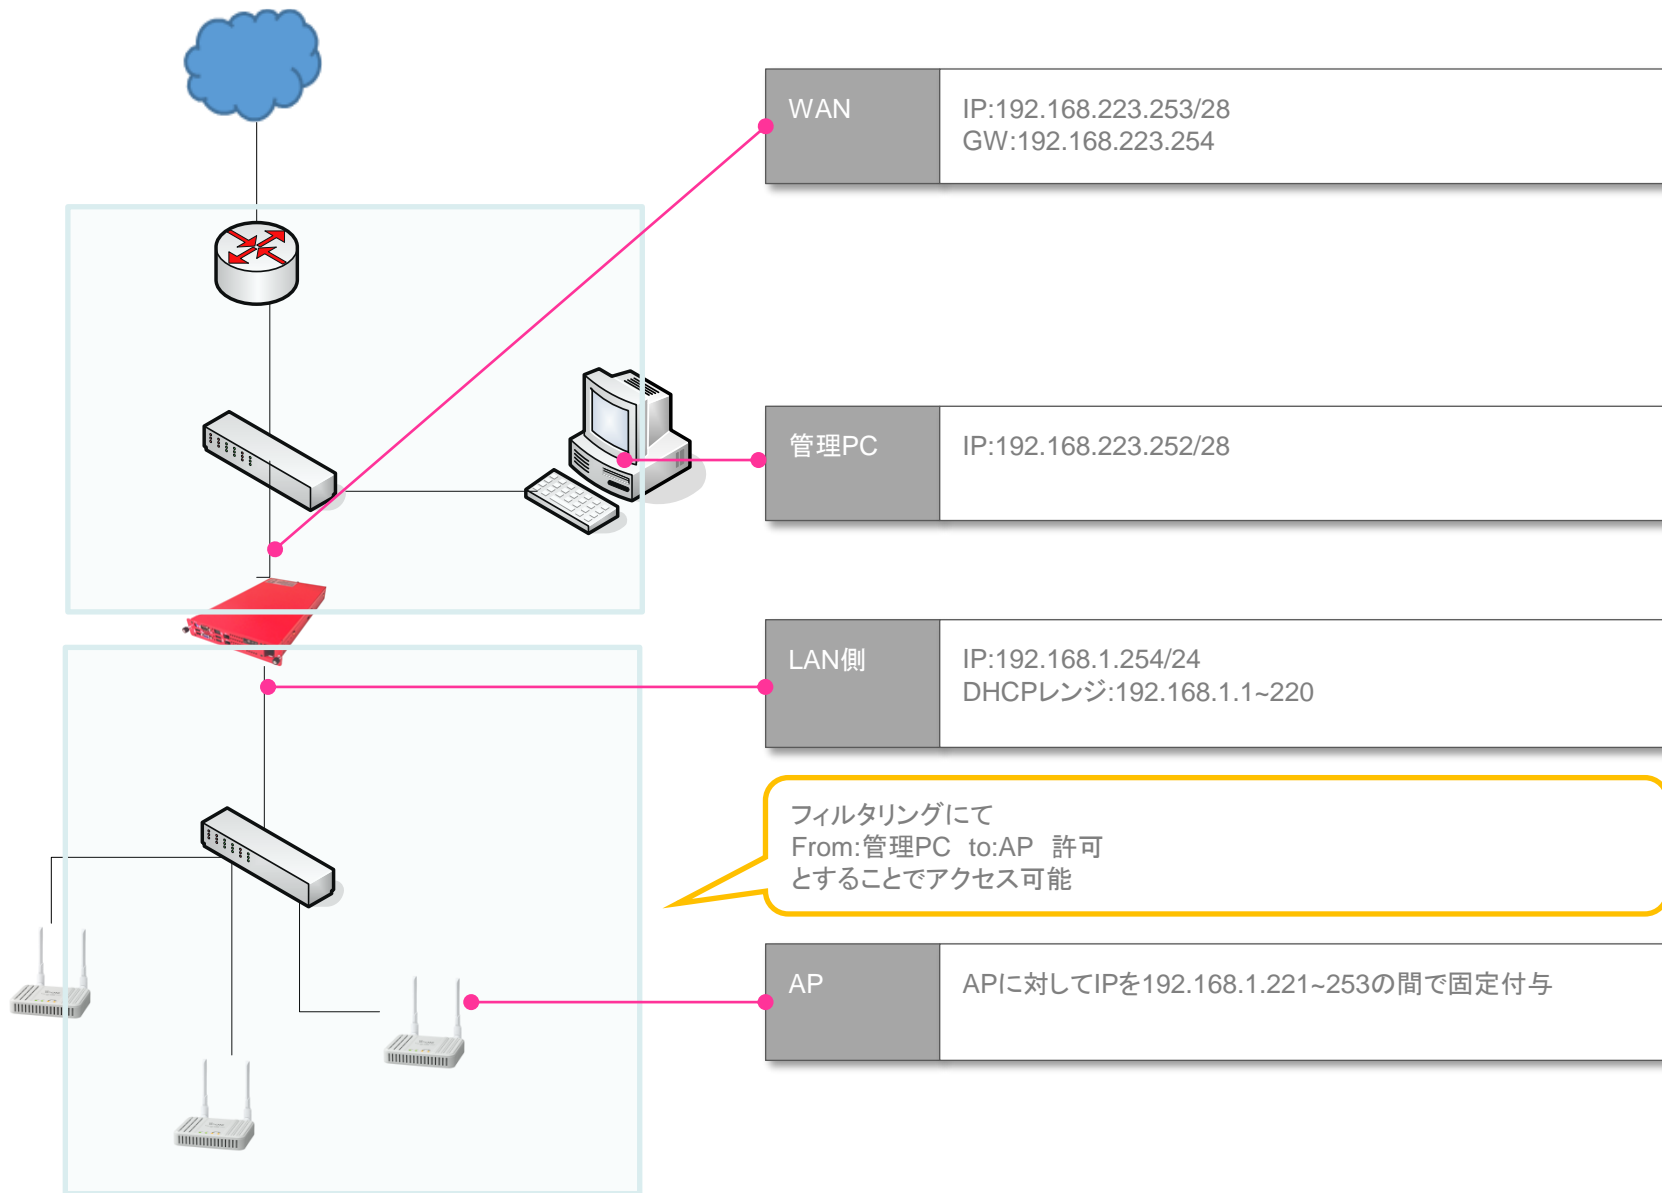 WAN
IP:192.168.223.253/28
GW:192.168.223.254
管理PC
IP:192.168.223.252/28
LAN側
IP:192.168.1.254/24
DHCPレンジ:192.168.1.1~220
フィルタリングにて
From:管理PC to:AP 許可
とすることでアクセス可能
AP
APに対してIPを192.168.1.221~253の間で固定付与